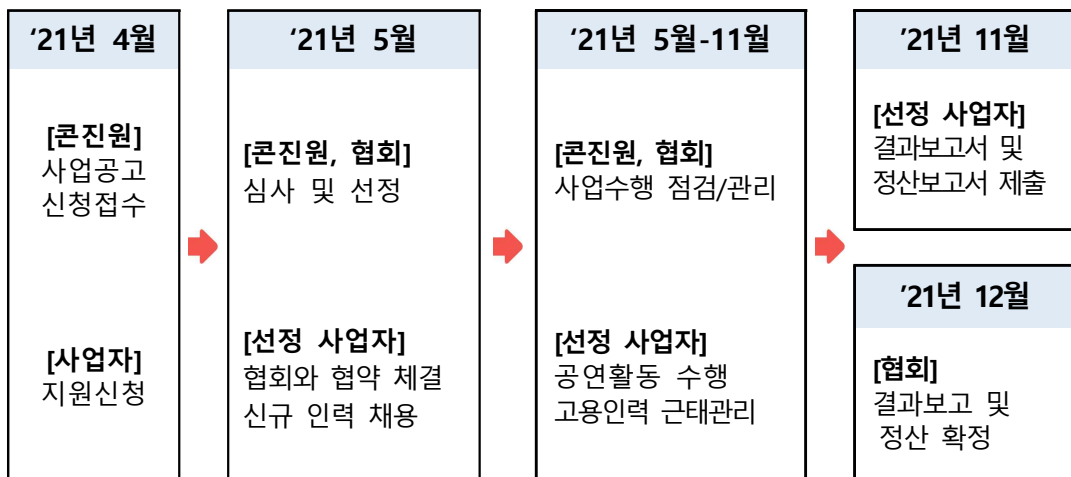 ‘21년 4월
[콘진원]
사업공고
신청접수
[사업자]
지원신청
‘21년 5월
[콘진원, 협회]
심사 및 선정
[선정 사업자]
협회와 협약 체결
신규 인력 채용
‘21년 5월-11월
[콘진원, 협회]
사업수행 점검/관리
[선정 사업자]
공연활동 수행
고용인력 근태관리
’21년 11월
[선정 사업자]
결과보고서 및
정산보고서 제출
’21년 12월
[협회]
결과보고 및
정산 확정